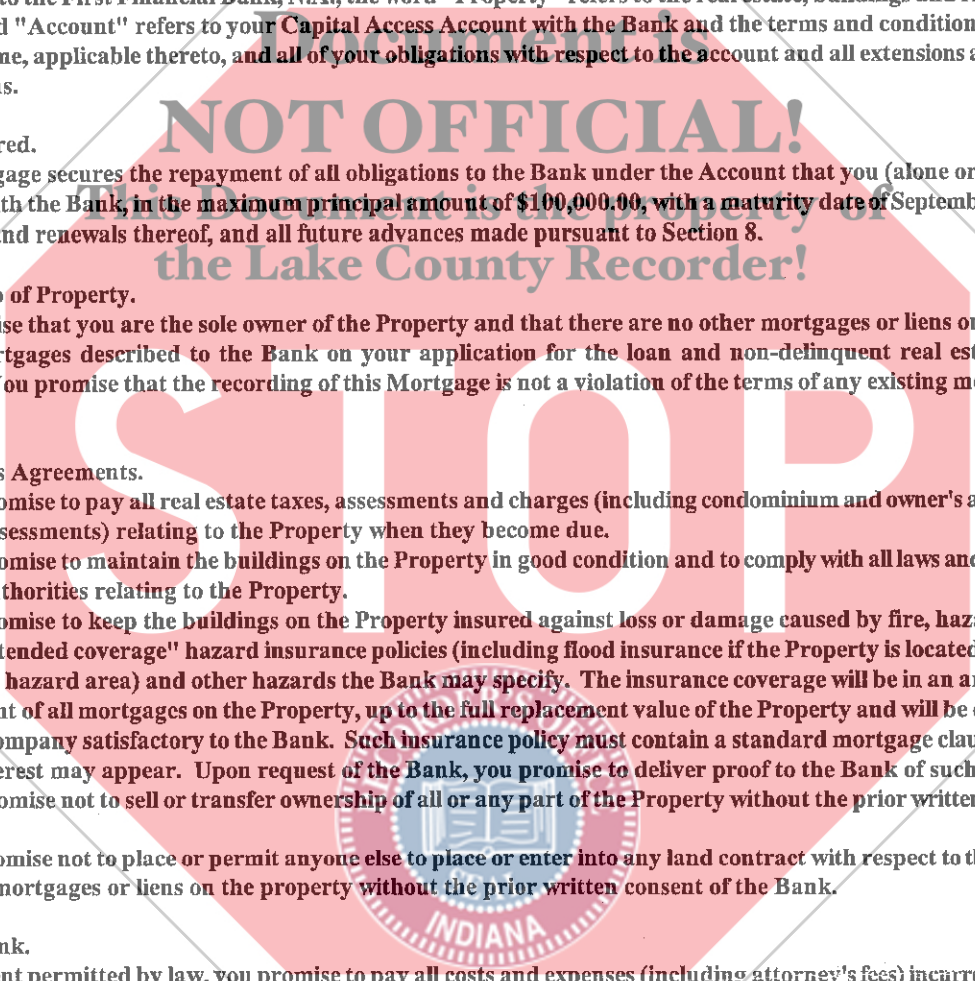 to the First Financial Bank, N.A., the word "Property" refers to the real estate, buildings and
d "Account" refers to your Capital Access Account with the Bank and the terms and condition
Document is
me, applicable thereto, and all of your obligations with respect to the account and all extensions a
s.
NOT OFFICIAL!
red.
gage secures the repayment of all obligations to the Bank under the Account that you (alone or
th the Bank, in the maximum principal amount of $100,000.00, with a maturity date of Septemb
This Document is the property of
nd renewals thereof, and all future advances made pursuant to Section 8.
the Lake County Recorder!
of Property.
ise that you are the sole owner of the Property and that there are no other mortgages or liens on
rtgages described to the Bank on your application for the loan and non-delinquent real est
You promise that the recording of this Mortgage is not a violation of the terms of any existing mo
STOP
s Agreements.
omise to pay all real estate taxes, assessments and charges (including condominium and owner's a
sessments) relating to the Property when they become due.
omise to maintain the buildings on the Property in good condition and to comply with all laws and
thorities relating to the Property.
omise to keep the buildings on the Property insured against loss or damage caused by fire, haza
tended coverage" hazard insurance policies (including flood insurance if the Property is located
hazard area) and other hazards the Bank may specify. The insurance coverage will be in an a
nt of all mortgages on the Property, up to the full replacement value of the Property and will be
ompany satisfactory to the Bank. Such insurance policy must contain a standard mortgage clau
erest may appear. Upon request of the Bank, you promise to deliver proof to the Bank of such
omise not to sell or transfer ownership of all or any part of the Property without the prior written
omise not to place or permit anyone else to place or enter into any land contract with respect to th
mortgages or liens on the property without the prior written consent of the Bank.
INDIANA
nk.
nt permitted by law, you promise to pay all costs and expenses (including attorney's fees) incurre